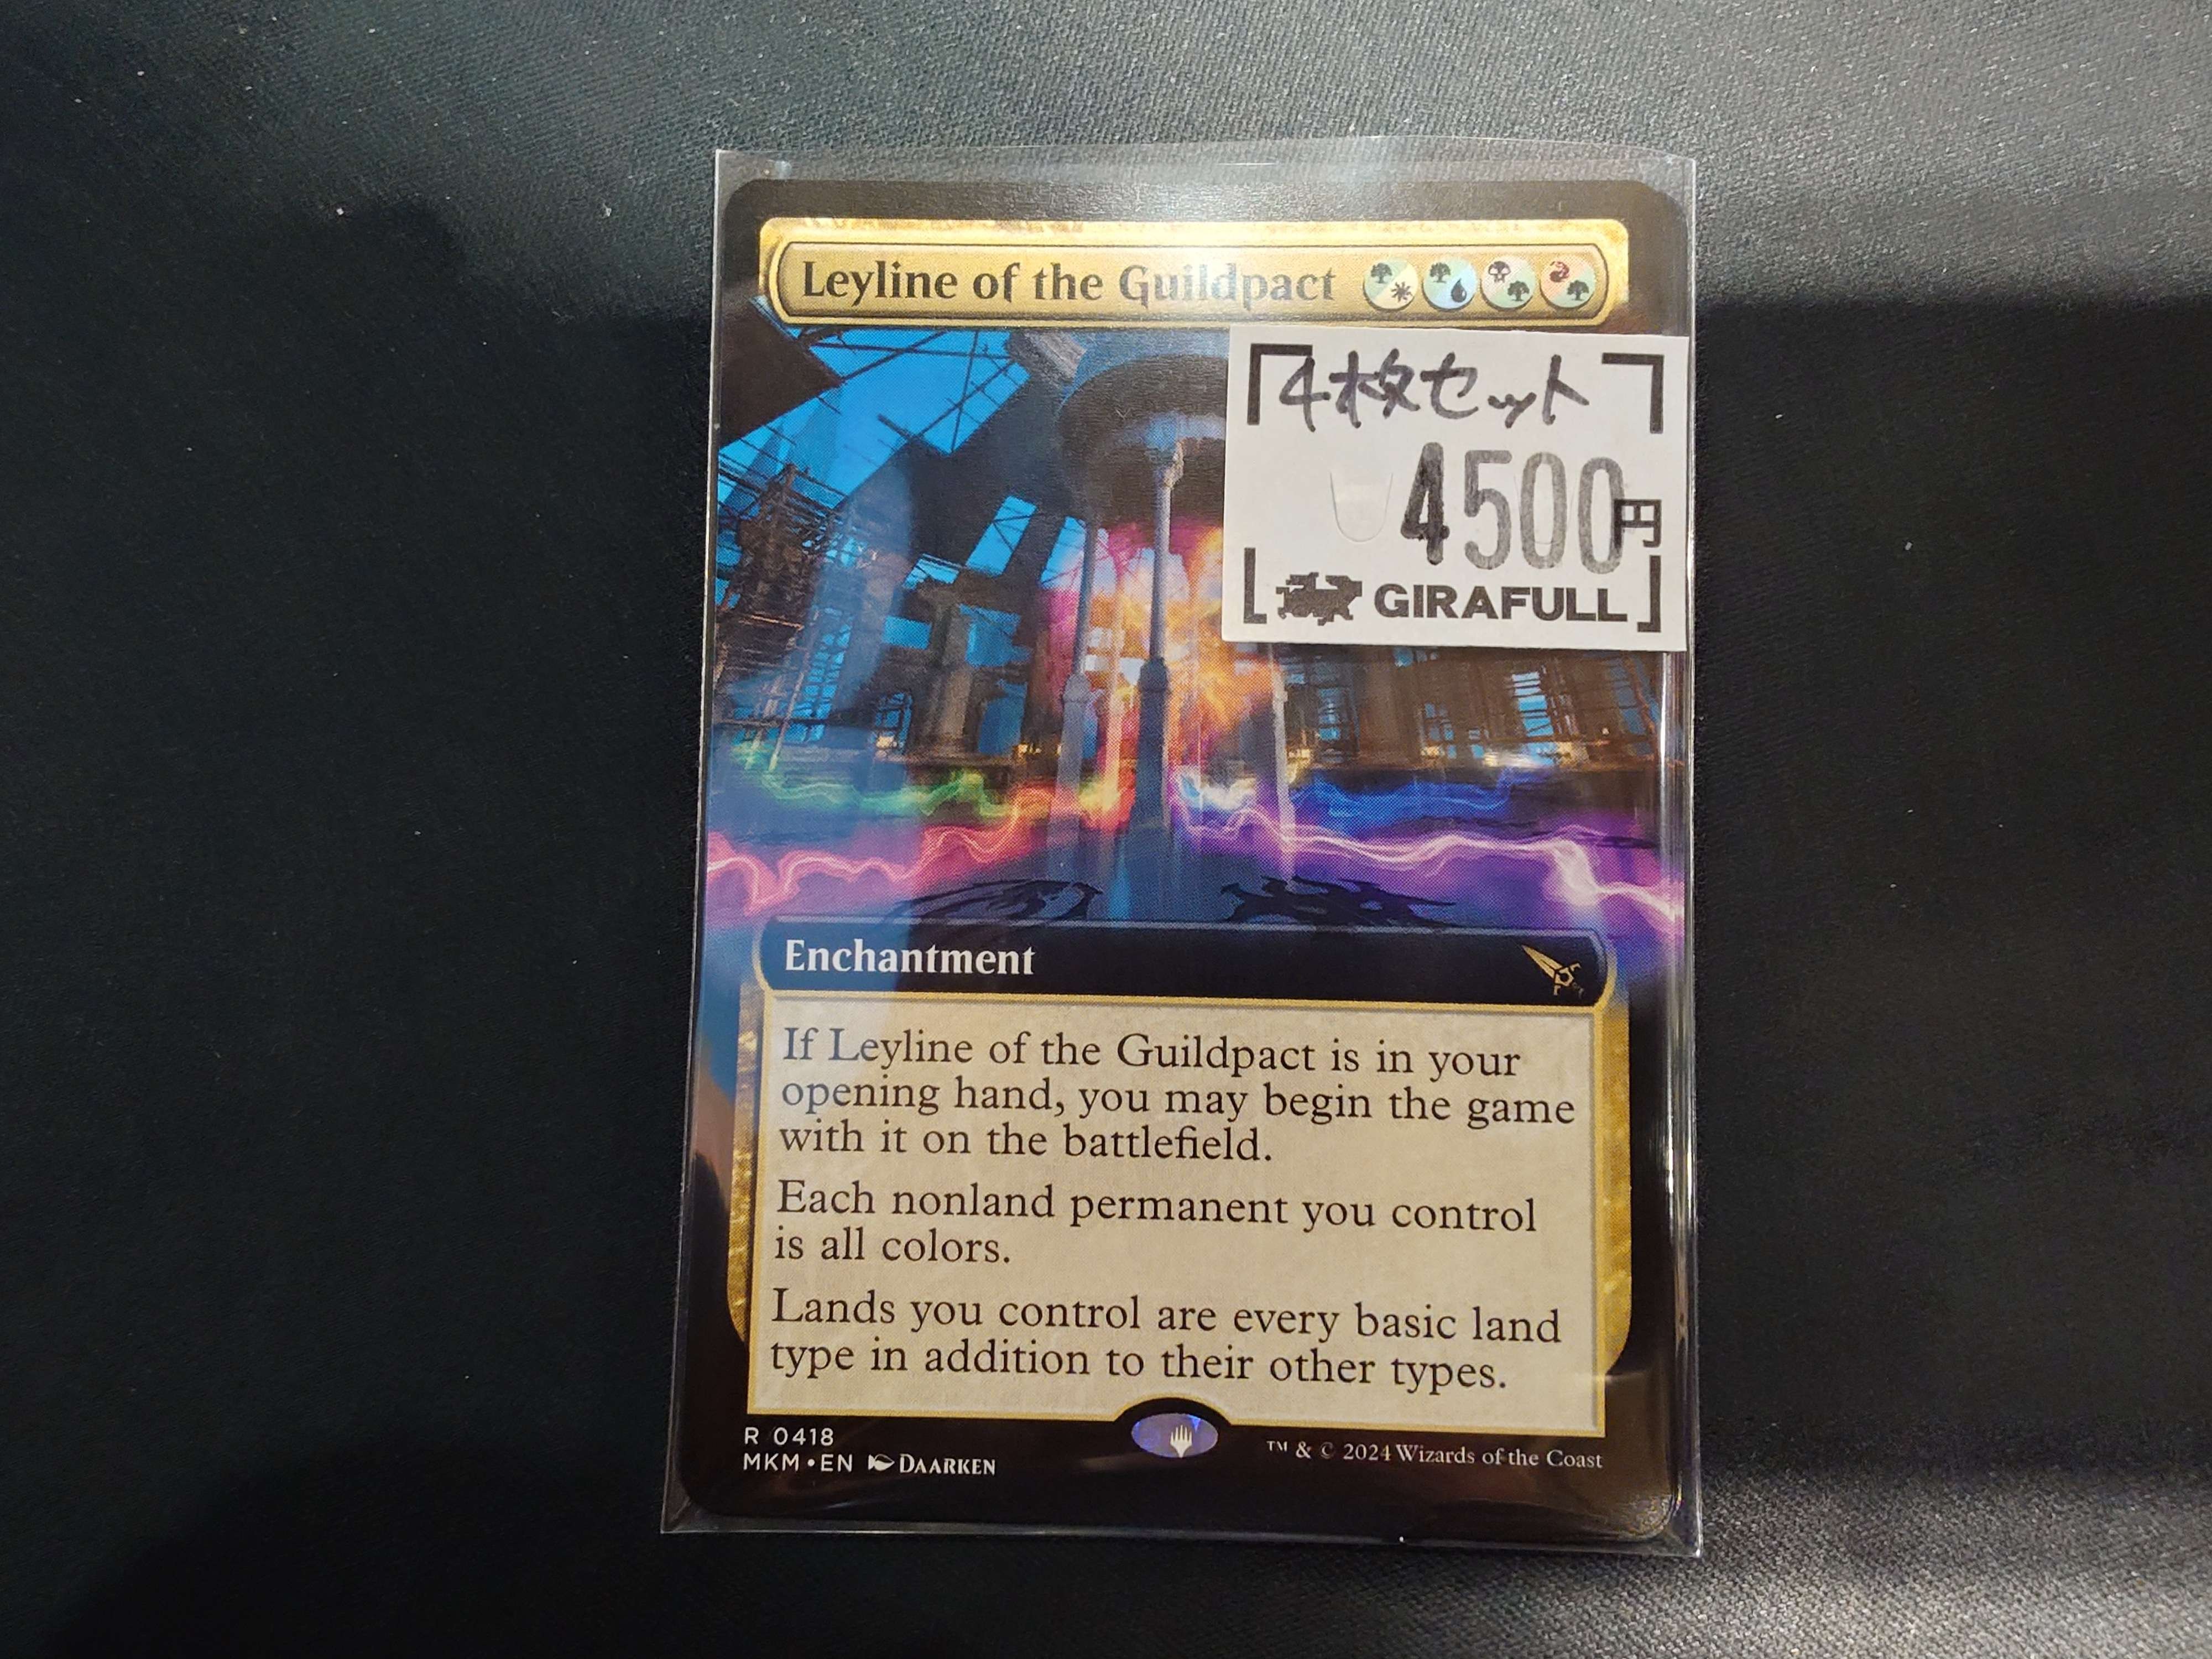 Leyline of the Guildpact
4枚セット
4500円
GIRAFULL
Enchantment
If Leyline of the Guildpact is in your
opening hand, you may begin the game
with it on the battlefield.
Each nonland permanent you control
is all colors.
Lands you control are every basic land
type in addition to their other types.
R 0418
MKM • EN DAARKEN
™ & © 2024 Wizards of the Coast